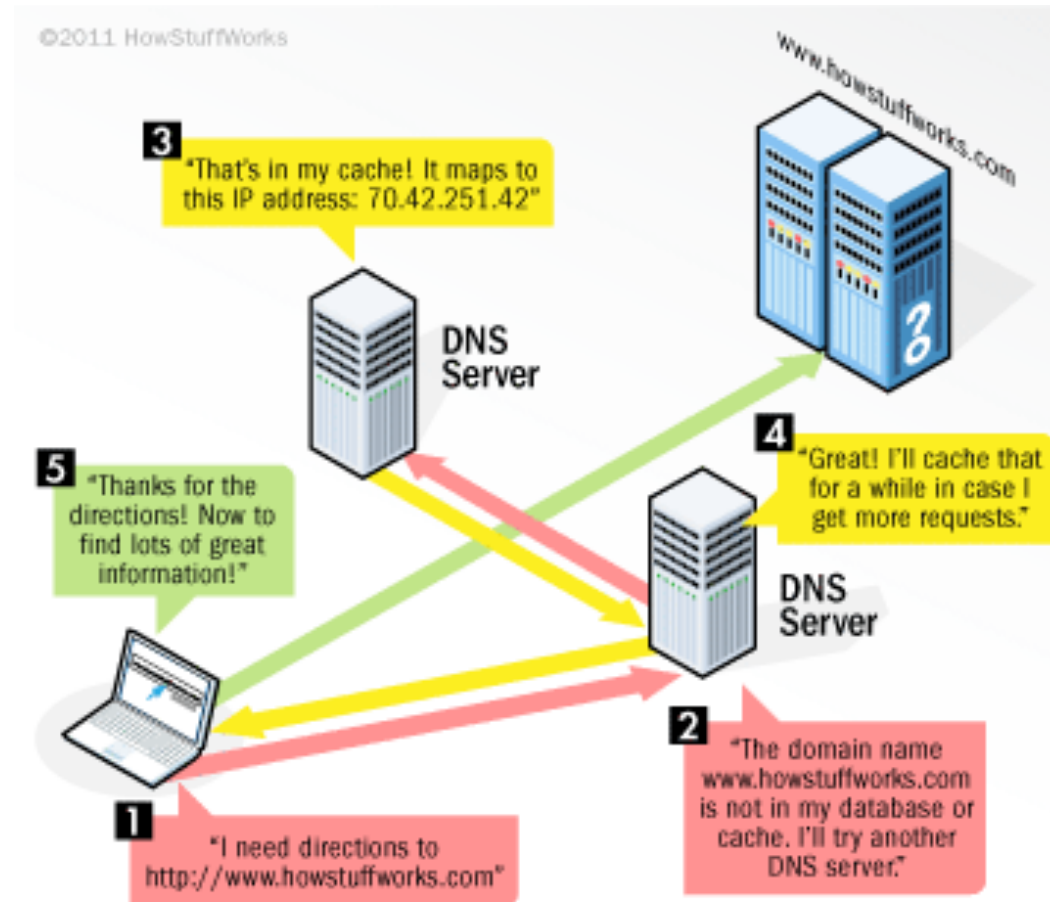 ©2011 HowStuffWorks
www.howstuffworks.com
3
"That's in my cache! It maps to
this IP address: 70.42.251.42"
DNS
Server
?
4
"Great! I'll cache that
for a while in case I
get more requests."
5
"Thanks for the
directions! Now to
find lots of great
information!"
DNS
Server
2
"The domain name
www.howstuffworks.com
is not in my database or
cache. I'll try another
DNS server."
1
"I need directions to
http://www.howstuffworks.com"